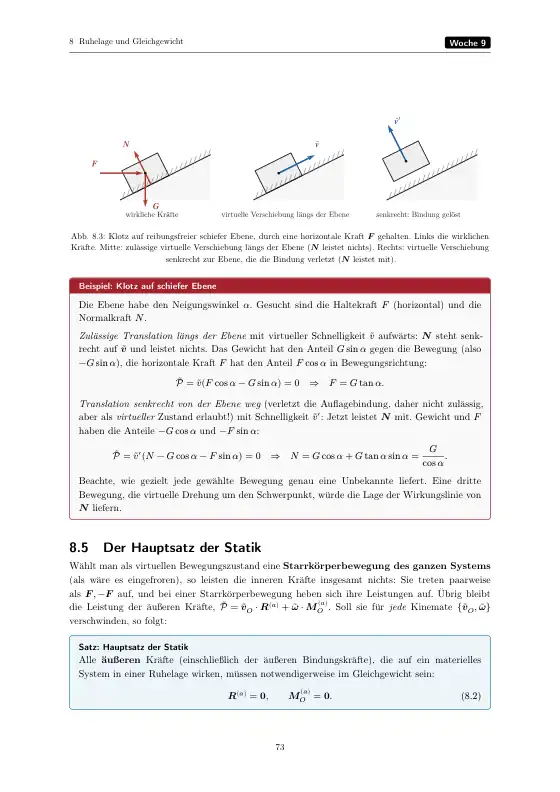 8 Ruhelage und Gleichgewicht
Woche 9
N
F
G
ṽ
ṽ′
wirkliche Kräfte
virtuelle Verschiebung längs der Ebene
senkrecht: Bindung gelöst
Abb. 8.3: Klotz auf reibungsfreier schiefer Ebene, durch eine horizontale Kraft F gehalten. Links die wirklichen
Kräfte. Mitte: zulässige virtuelle Verschiebung längs der Ebene (N leistet nichts). Rechts: virtuelle Verschiebung
senkrecht zur Ebene, die die Bindung verletzt (N leistet mit).
Beispiel: Klotz auf schiefer Ebene
Die Ebene habe den Neigungswinkel α. Gesucht sind die Haltekraft F (horizontal) und die
Normalkraft N.
Zulässige Translation längs der Ebene mit virtueller Schnelligkeit ṽ aufwärts: N steht senk-
recht auf ṽ und leistet nichts. Das Gewicht hat den Anteil G sin α gegen die Bewegung (also
−G sin α), die horizontale Kraft F hat den Anteil F cos α in Bewegungsrichtung:
P̃ = ṽ(F cos α − G sin α) = 0 ⇒ F = G tan α.
Translation senkrecht von der Ebene weg (verletzt die Auflagebindung, daher nicht zulässig,
aber als virtueller Zustand erlaubt!) mit Schnelligkeit ṽ′: Jetzt leistet N mit. Gewicht und F
haben die Anteile −G cos α und −F sin α:
P̃ = ṽ′(N − G cos α − F sin α) = 0 ⇒ N = G cos α + G tan α sin α = G / cos α.
Beachte, wie gezielt jede gewählte Bewegung genau eine Unbekannte liefert. Eine dritte
Bewegung, die virtuelle Drehung um den Schwerpunkt, würde die Lage der Wirkungslinie von
N liefern.
8.5 Der Hauptsatz der Statik
Wählt man als virtuellen Bewegungszustand eine Starrkörperbewegung des ganzen Systems
(als wäre es eingefroren), so leisten die inneren Kräfte insgesamt nichts: Sie treten paarweise
als F, −F auf, und bei einer Starrkörperbewegung heben sich ihre Leistungen auf. Übrig bleibt
die Leistung der äußeren Kräfte, P̃ = ṽ_O · R^(a) + ω̃ · M_O^(a). Soll sie für jede Kinemate {ṽ_O, ω̃}
verschwinden, so folgt:
Satz: Hauptsatz der Statik
Alle äußeren Kräfte (einschließlich der äußeren Bindungskräfte), die auf ein materielles
System in einer Ruhelage wirken, müssen notwendigerweise im Gleichgewicht sein:
R^(a) = 0, M_O^(a) = 0. (8.2)
73